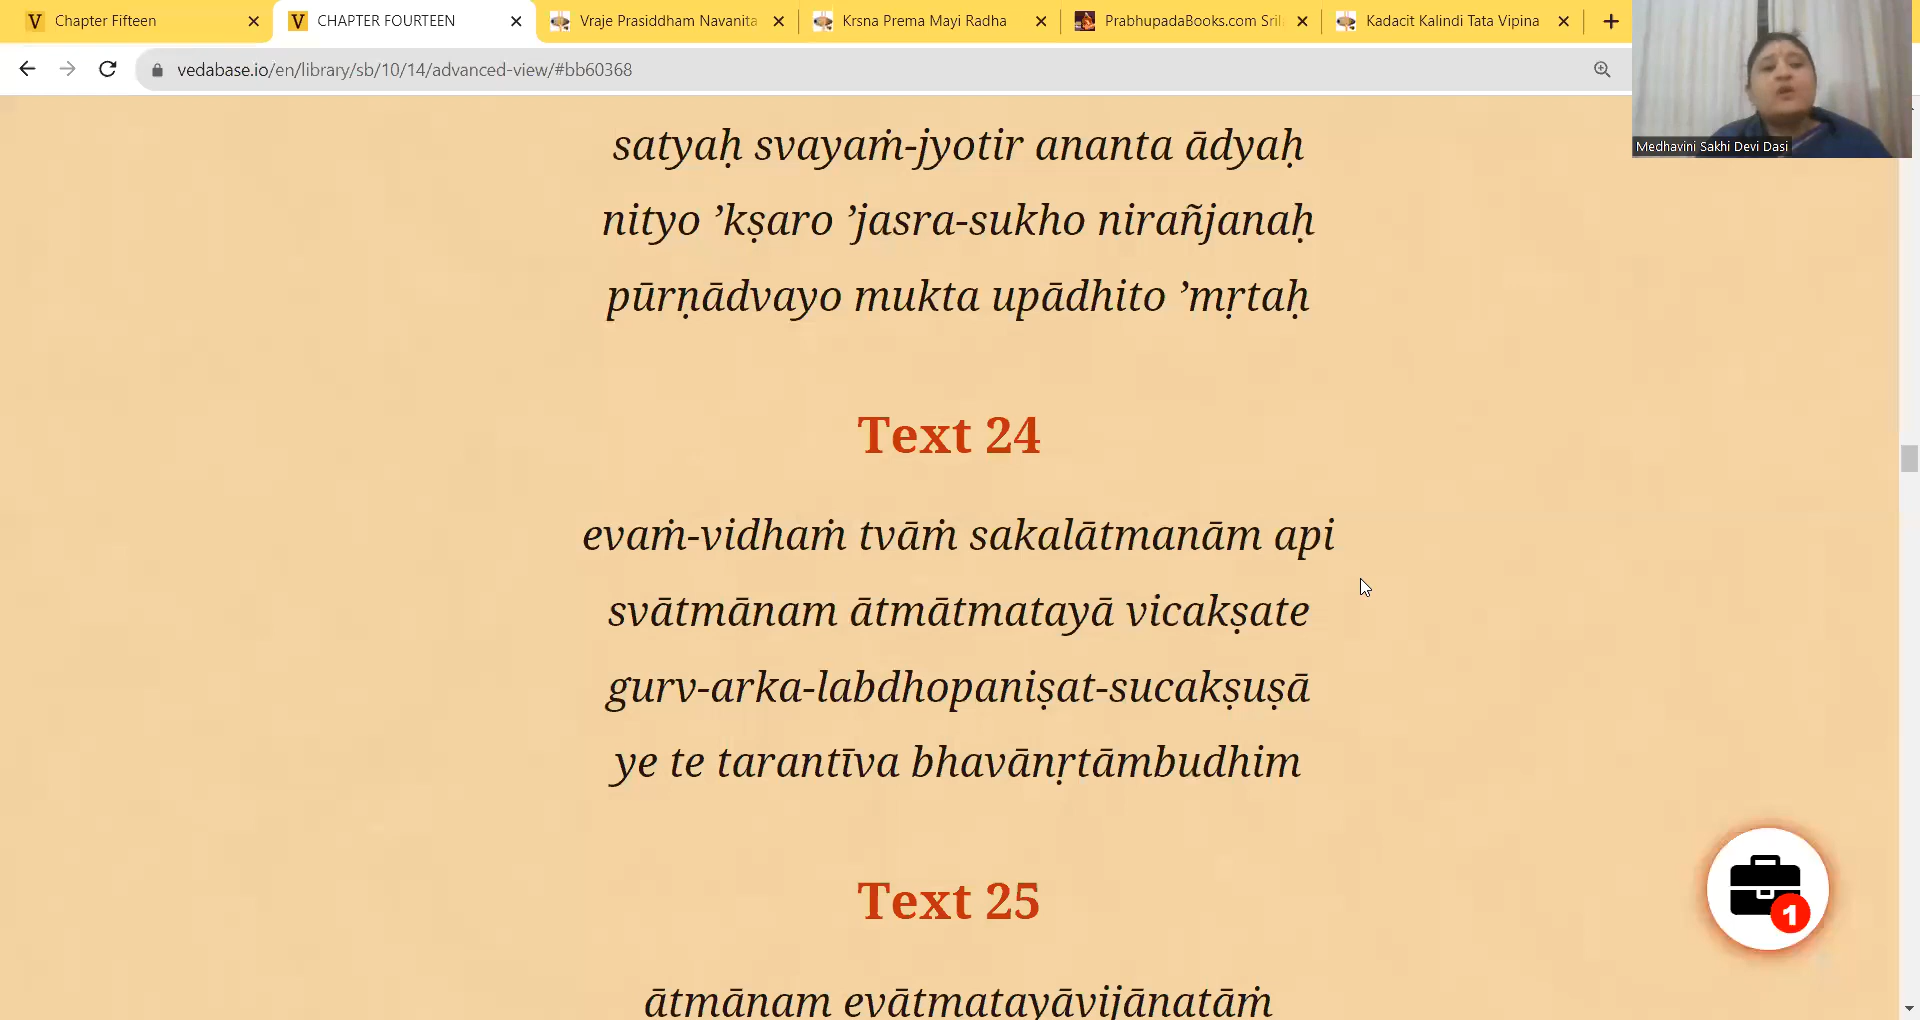 Chapter Fifteen
CHAPTER FOURTEEN
Vraje Prasiddham Navanita
Krsna Prema Mayi Radha
PrabhupadaBooks.com Sril
Kadacit Kalindi Tata Vipina
vedabase.io/en/library/sb/10/14/advanced-view/#bb60368
Medhavini Sakhi Devi Dasi
satyaḥ svayaṁ-jyotir ananta ādyaḥ
nityo ’kṣaro ’jasra-sukho nirañjanaḥ
pūrṇādvayo mukta upādhito ’mṛtaḥ
Text 24
evaṁ-vidhaṁ tvāṁ sakalātmanām api
svātmānam ātmātmatayā vicakṣate
gurv-arka-labdhopaniṣat-sucakṣuṣā
ye te tarantīva bhavānṛtāmbudhim
1
Text 25
ātmānam evātmatayāvijānatāṁ